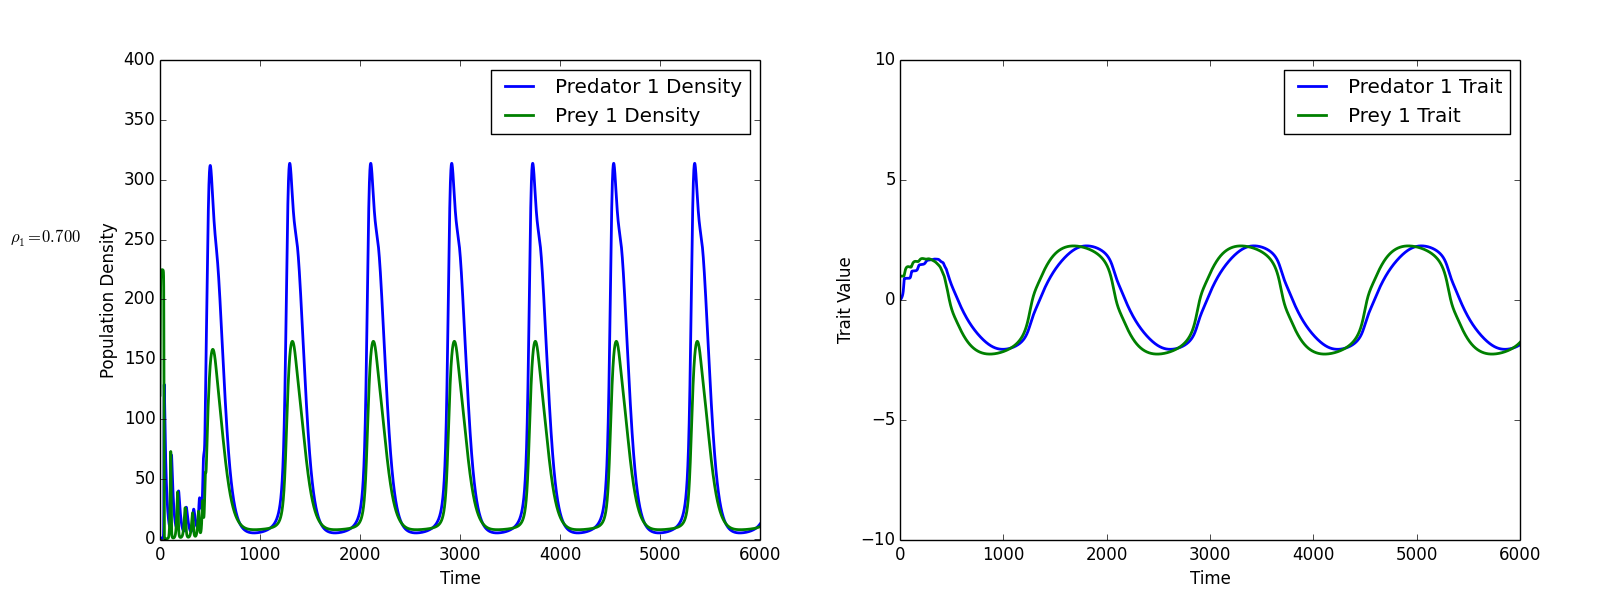 ρ₁=0.700
Population Density
400
350
300
250
200
150
100
50
0
0 1000 2000 3000 4000 5000 6000
Time
Predator 1 Density
Prey 1 Density
Trait Value
10
5
0
−5
−10
0 1000 2000 3000 4000 5000 6000
Time
Predator 1 Trait
Prey 1 Trait